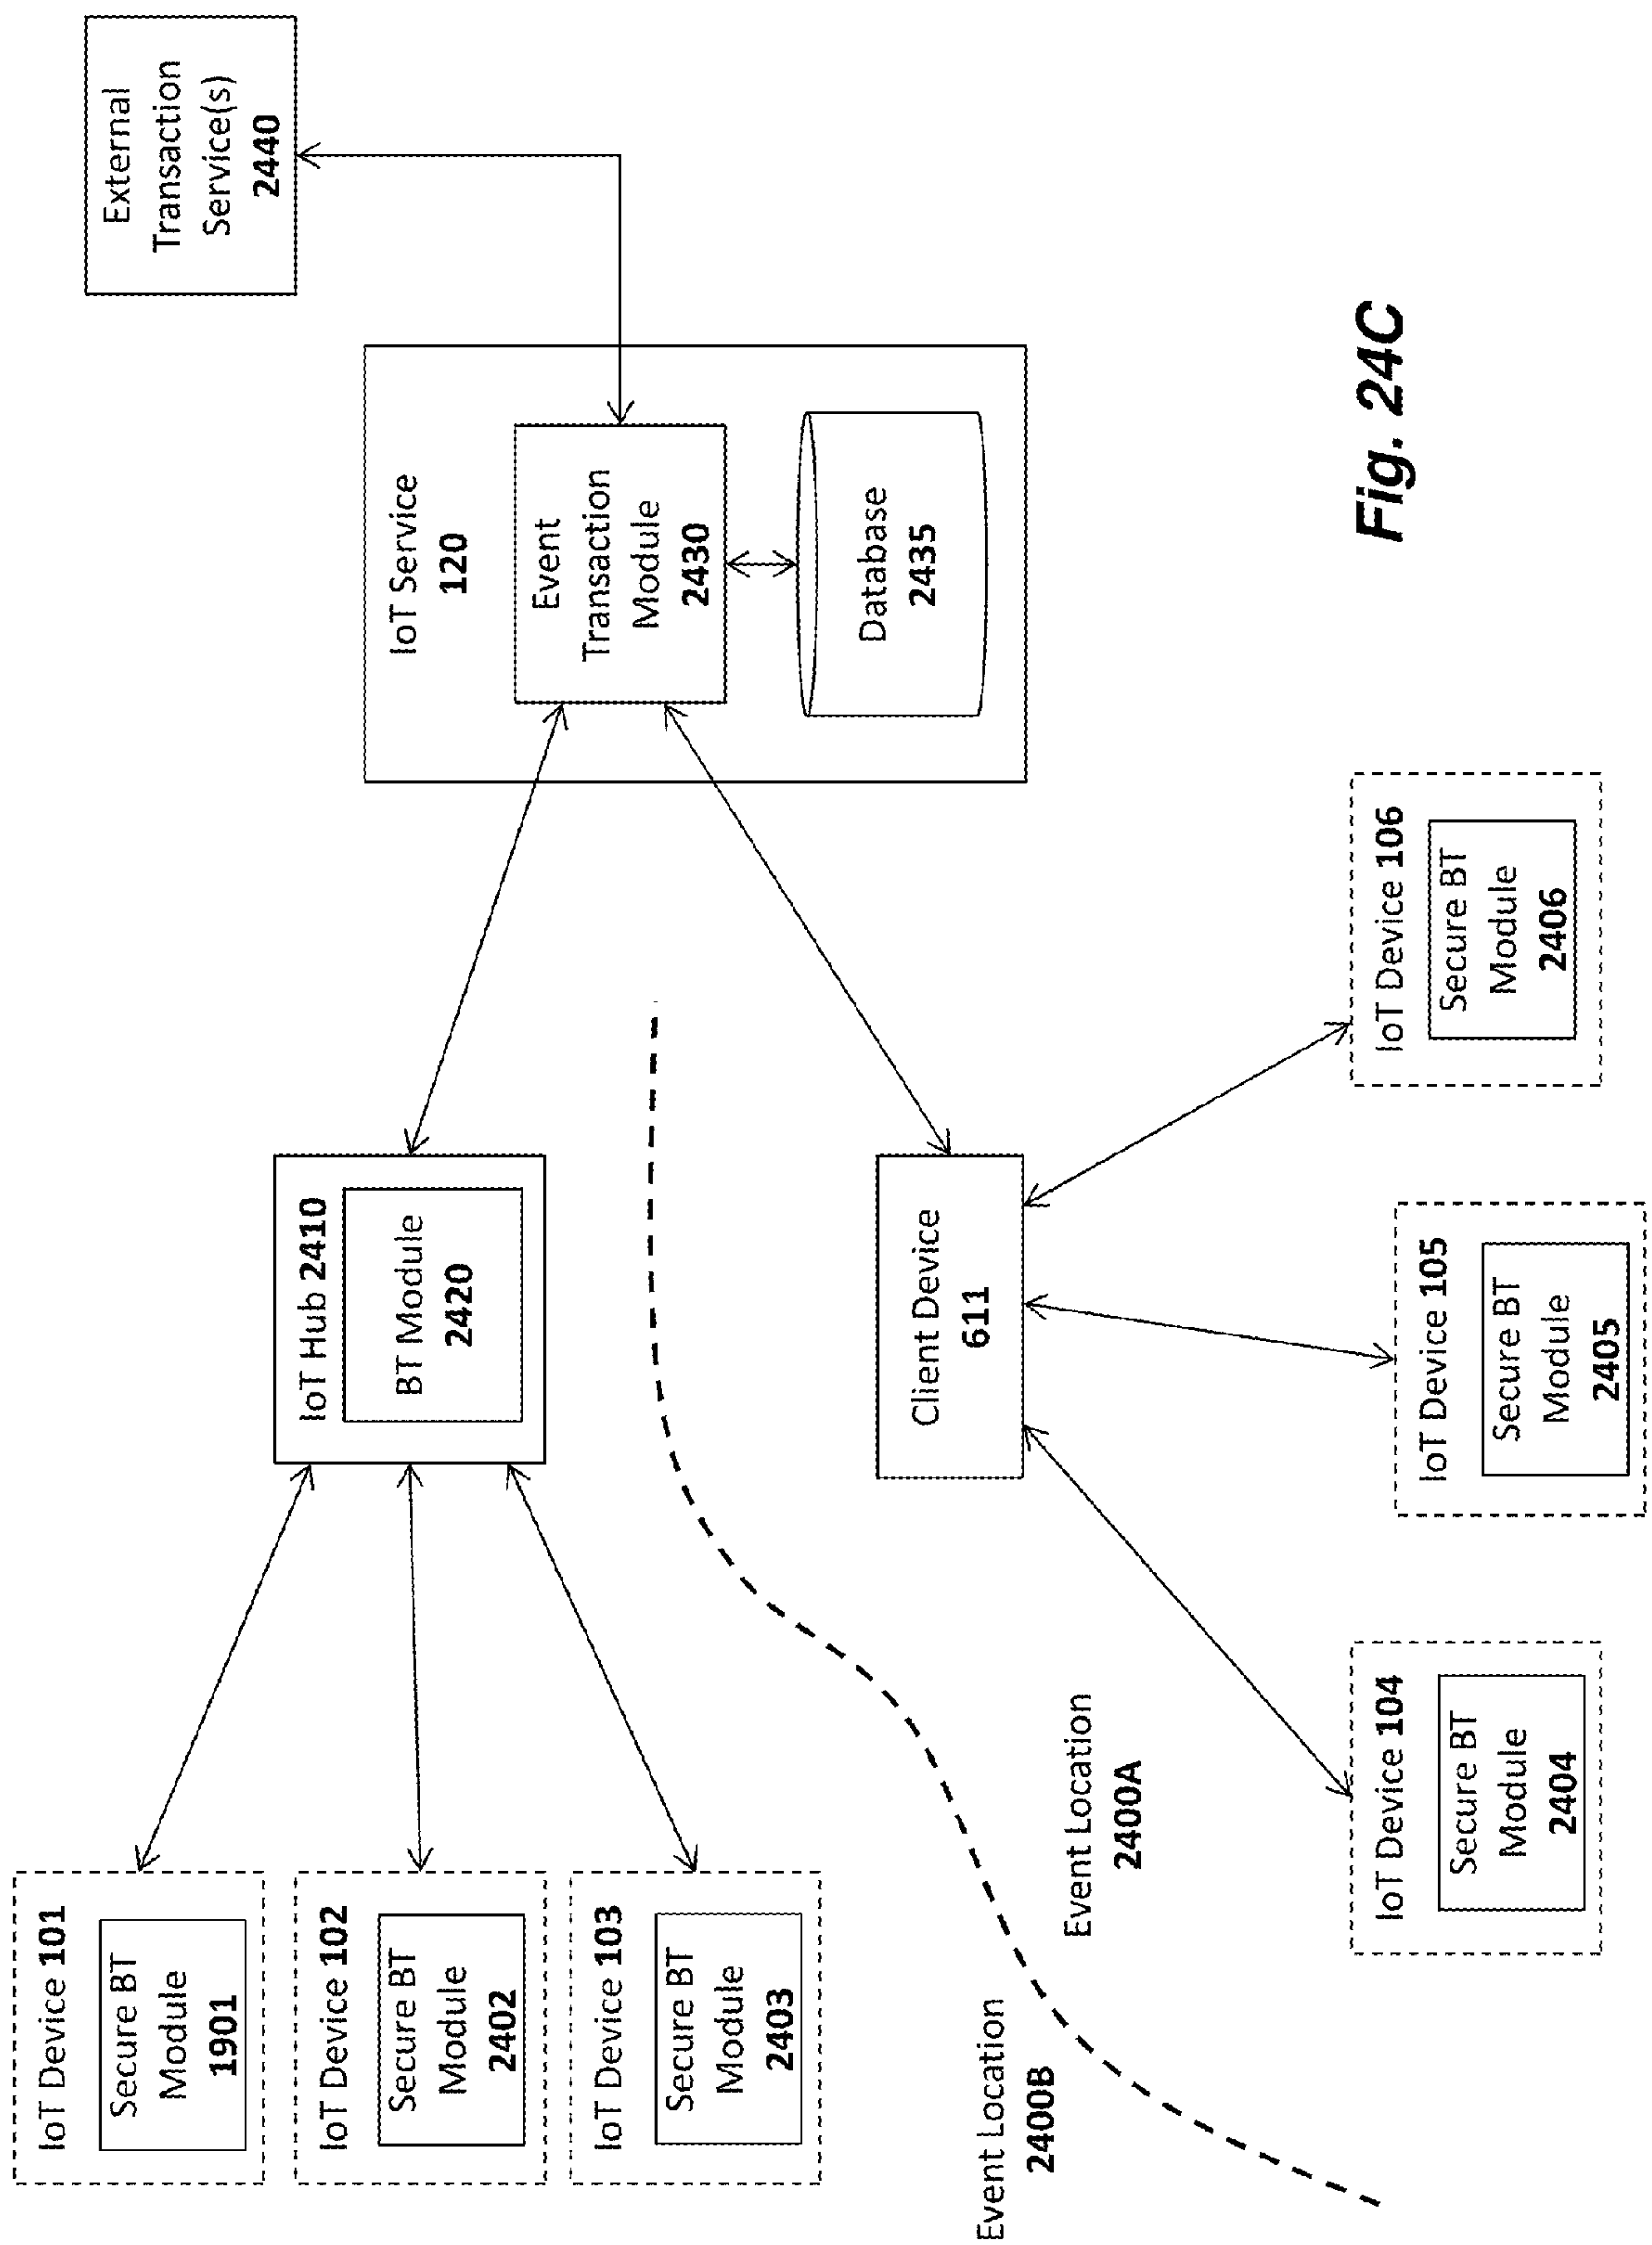 IoT Device 101
Secure BT
Module
1901
IoT Device 102
Secure BT
Module
2402
IoT Device 103
Secure BT
Module
2403
IoT Hub 2410
BT Module
2420
External
Transaction
Service(s)
2440
IoT Service
120
Event
Transaction
Module
2430
Database
2435
Event Location
2400B
Event Location
2400A
Client Device
611
IoT Device 104
Secure BT
Module
2404
IoT Device 105
Secure BT
Module
2405
IoT Device 106
Secure BT
Module
2406
Fig. 24C